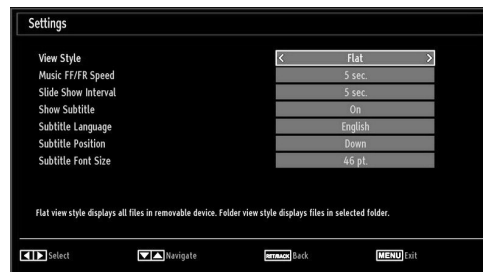 Settings
View Style < Flat >
Music FF/FR Speed 5 sec.
Slide Show Interval 5 sec.
Show Subtitle On
Subtitle Language English
Subtitle Position Down
Subtitle Font Size 46 pt.
Flat view style displays all files in removable device. Folder view style displays files in selected folder.
Select Navigate RET/BACK Back MENU Exit